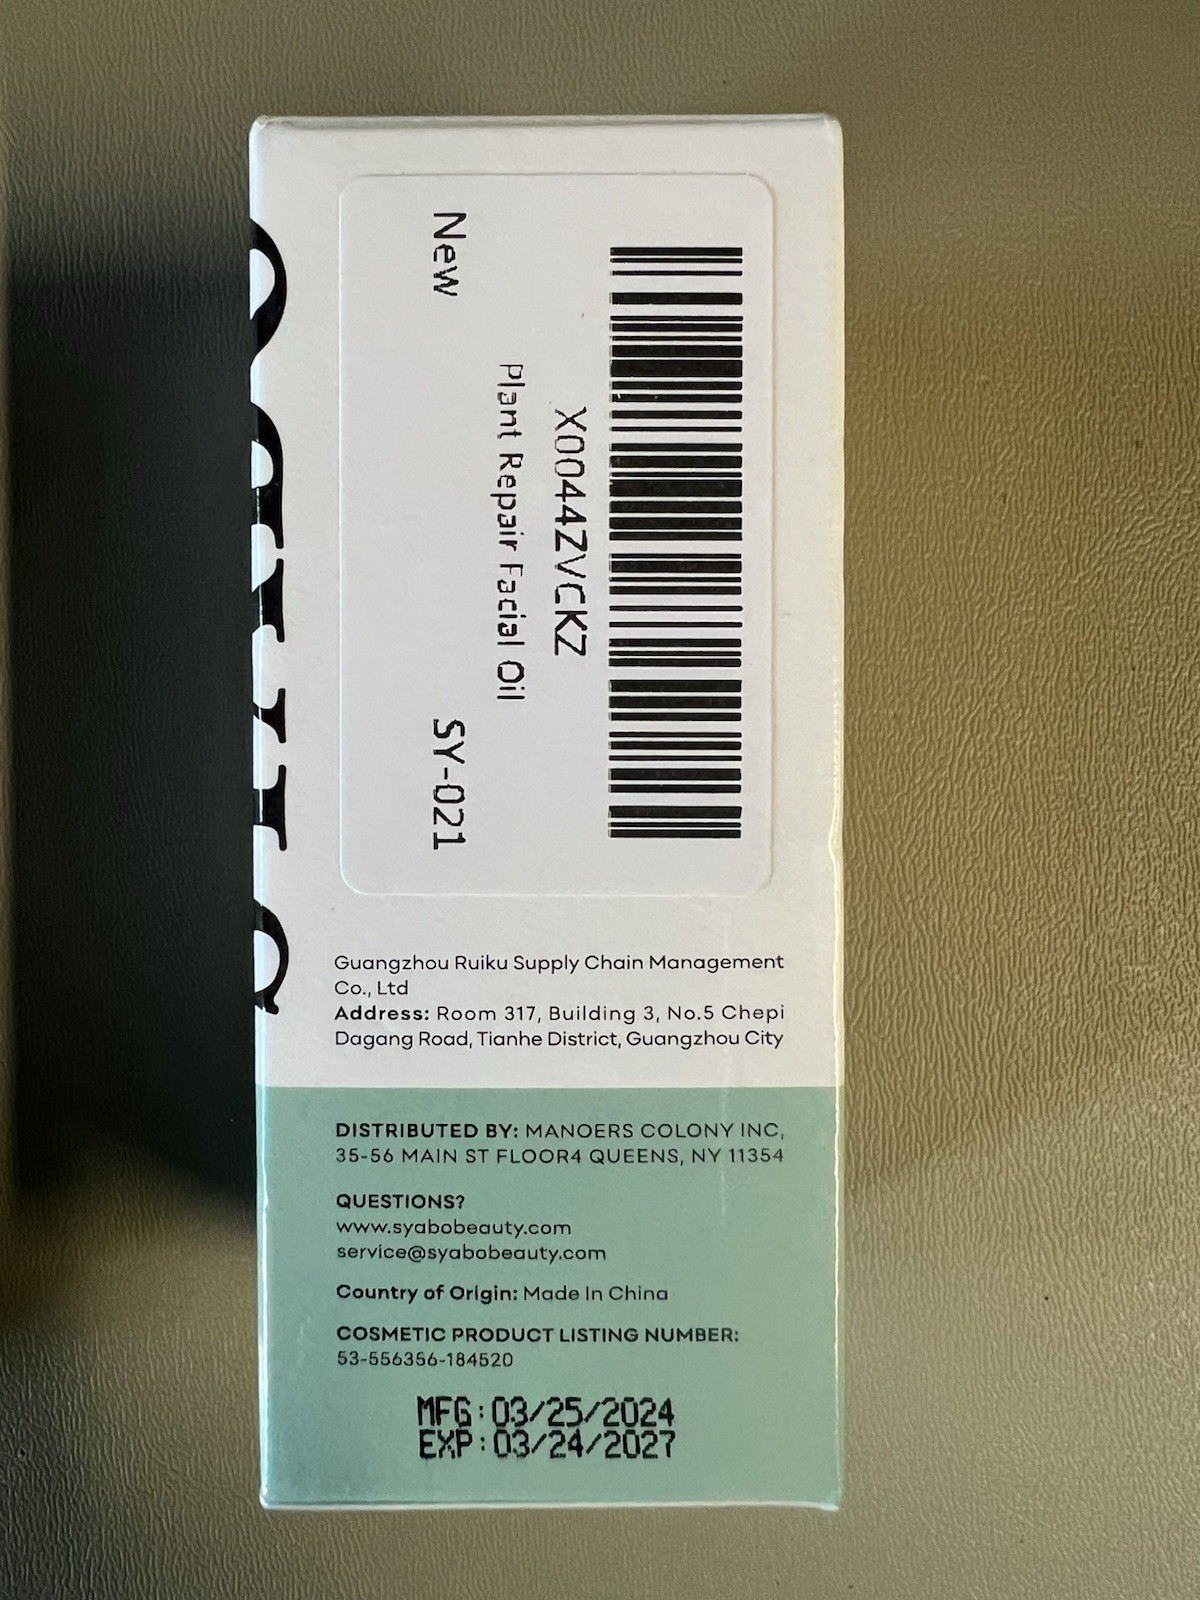 X0044ZVCKZ
Plant Repair Facial Oil
New SY-021
Guangzhou Ruiku Supply Chain Management
Co., Ltd
Address: Room 317, Building 3, No.5 Chepi
Dagang Road, Tianhe District, Guangzhou City
DISTRIBUTED BY: MANOERS COLONY INC,
35-56 MAIN ST FLOOR4 QUEENS, NY 11354
QUESTIONS?
www.syabobeauty.com
service@syabobeauty.com
Country of Origin: Made In China
COSMETIC PRODUCT LISTING NUMBER:
53-556356-184520
MFG:03/25/2024
EXP:03/24/2027